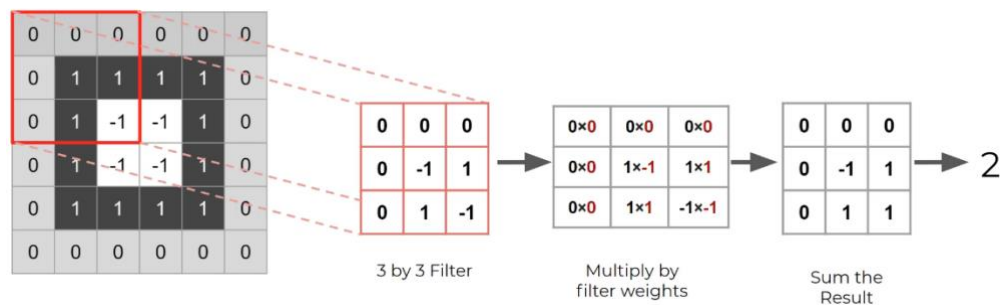 0 0 0 0 0 0
0 1 1 1 1 0
0 1 -1 -1 1 0
0 1 -1 -1 1 0
0 1 1 1 1 0
0 0 0 0 0 0
0 0 0
0 -1 1
0 1 -1
3 by 3 Filter
0×0 0×0 0×0
0×0 1×-1 1×1
0×0 1×1 -1×-1
Multiply by
filter weights
0 0 0
0 -1 1
0 1 1
Sum the
Result
2